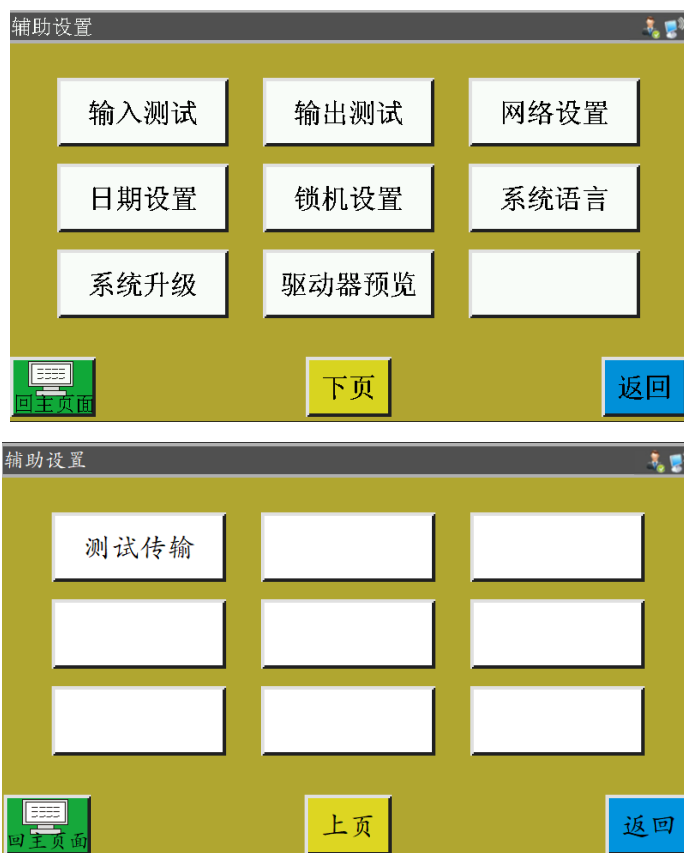 辅助设置
输入测试 输出测试 网络设置
日期设置 锁机设置 系统语言
系统升级 驱动器预览
回主页面 下页 返回
辅助设置
测试传输
回主页面 上页 返回